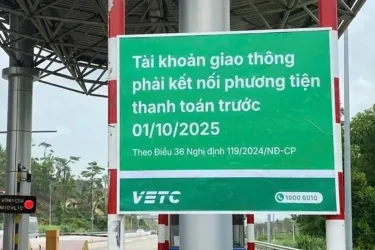 Tài khoản giao thông
phải kết nối phương tiện
thanh toán trước
01/10/2025
Theo Điều 36 Nghị định 119/2024/NĐ-CP
VETC
1900 6010